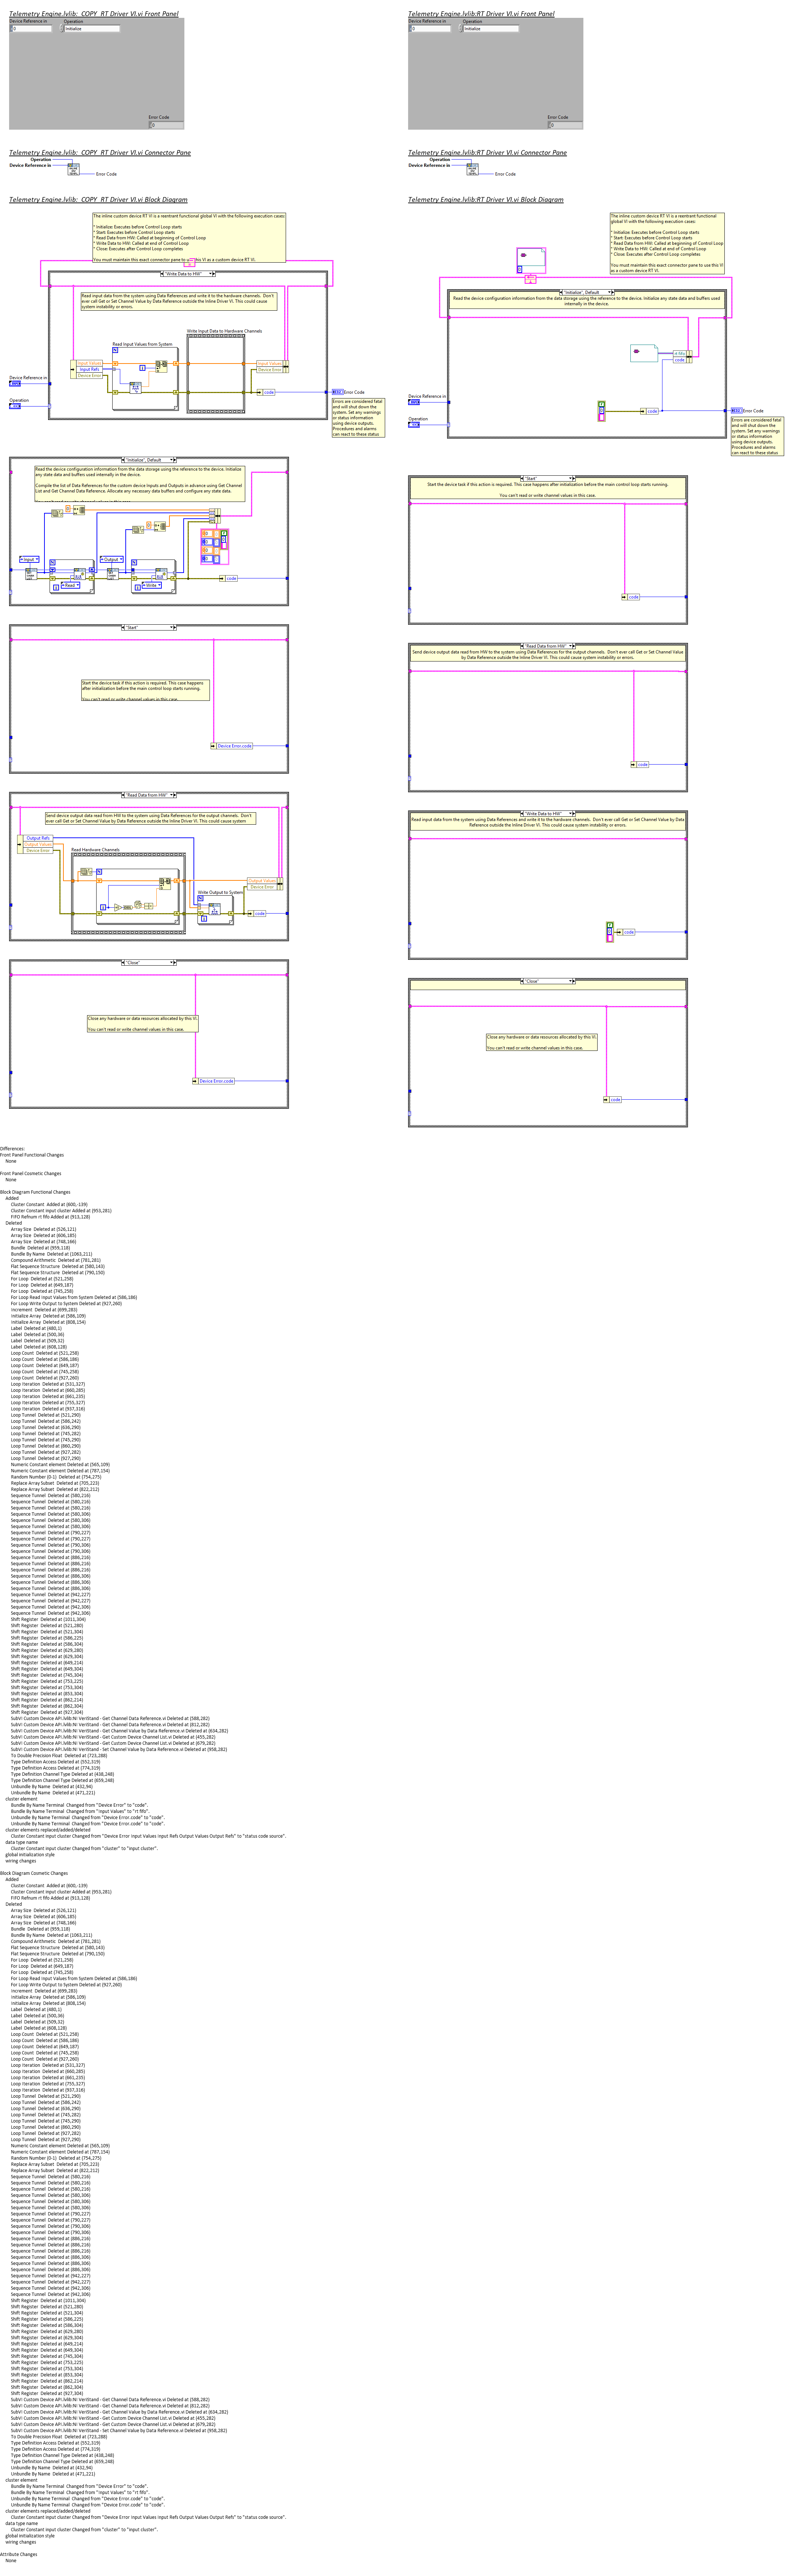 Telemetry Engine.lvlib:_COPY_RT Driver VI.vi Front Panel
Device Reference in
Operation
0
Initialize
Error Code
0
Telemetry Engine.lvlib:_COPY_RT Driver VI.vi Connector Pane
Operation
Device Reference in
Error Code
Telemetry Engine.lvlib:_COPY_RT Driver VI.vi Block Diagram
The inline custom device RT VI is a reentrant functional global VI with the following execution cases:
* Initialize: Executes before Control Loop starts
* Start: Executes before Control Loop starts
* Read Data from HW: Called at beginning of Control Loop
* Write Data to HW: Called at end of Control Loop
* Close: Executes after Control Loop completes
"Write Data to HW"
Read input data from the system using Data References and write it to the hardware channels. Don't
ever call Get or Set Channel Value by Data Reference outside the Inline Driver VI. This could cause
system instability or errors.
Write Input Data to Hardware Channels
Read Input Values from System
Input Values
Input Refs
Device Error
Input Values
Device Error
code
Device Reference in
Operation
Error Code
Errors are considered fatal
and will shut down the
system. Set any warnings
or status information
using device outputs.
Procedures and alarms
can react to these status
"Initialize", Default
Read the device configuration information from the data storage using the reference to the device. Initialize
any state data and buffers used internally in the device.
Compile the list of Data References for the custom device Inputs and Outputs in advance using Get Channel
List and Get Channel Data Reference. Allocate any necessary data buffers and configure any state data.
Input
Output
Read
Write
code
"Start"
Start the device task if this action is required. This case happens
after initialization before the main control loop starts running.
You can't read or write channel values in this case.
Device Error.code
"Read Data from HW"
Send device output data read from HW to the system using Data References for the output channels. Don't
ever call Get or Set Channel Value by Data Reference outside the Inline Driver VI. This could cause system
Output Refs
Output Values
Device Error
Read Hardware Channels
Write Output to System
Output Values
Device Error
code
"Close"
Close any hardware or data resources allocated by this VI.
You can't read or write channel values in this case.
Device Error.code
Telemetry Engine.lvlib:RT Driver VI.vi Front Panel
Device Reference in
Operation
0
Initialize
Error Code
0
Telemetry Engine.lvlib:RT Driver VI.vi Connector Pane
Operation
Device Reference in
Error Code
Telemetry Engine.lvlib:RT Driver VI.vi Block Diagram
The inline custom device RT VI is a reentrant functional
global VI with the following execution cases:
* Initialize: Executes before Control Loop starts
* Start: Executes before Control Loop starts
* Read Data from HW: Called at beginning of Control Loop
* Write Data to HW: Called at end of Control Loop
* Close: Executes after Control Loop completes
You must maintain this exact connector pane to use this VI
as a custom device RT VI.
"Initialize", Default
Read the device configuration information from the data storage using the reference to the device. Initialize any state data and buffers used
internally in the device.
rt fifo
code
code
Device Reference in
Operation
Error Code
Errors are considered fatal
and will shut down the
system. Set any warnings
or status information
using device outputs.
Procedures and alarms
can react to these status
"Start"
Start the device task if this action is required. This case happens after initialization before the main control loop starts running.
You can't read or write channel values in this case.
code
"Read Data from HW"
Send device output data read from HW to the system using Data References for the output channels. Don't ever call Get or Set Channel Value
by Data Reference outside the Inline Driver VI. This could cause system instability or errors.
code
"Write Data to HW"
Read input data from the system using Data References and write it to the hardware channels. Don't ever call Get or Set Channel Value by Data
Reference outside the Inline Driver VI. This could cause system instability or errors.
code
"Close"
Close any hardware or data resources allocated by this VI.
You can't read or write channel values in this case.
code
Differences:
Front Panel Functional Changes
None
Front Panel Cosmetic Changes
None
Block Diagram Functional Changes
Added
Cluster Constant Added at (600,-139)
Cluster Constant input cluster Added at (953,281)
FIFO Refnum rt fifo Added at (913,128)
Deleted
Array Size Deleted at (526,121)
Array Size Deleted at (606,185)
Array Size Deleted at (748,166)
Bundle Deleted at (959,118)
Bundle By Name Deleted at (1063,211)
Compound Arithmetic Deleted at (781,281)
Flat Sequence Structure Deleted at (580,143)
Flat Sequence Structure Deleted at (790,150)
For Loop Deleted at (521,258)
For Loop Deleted at (649,187)
For Loop Deleted at (745,258)
For Loop Read Input Values from System Deleted at (586,186)
For Loop Write Output to System Deleted at (927,260)
Increment Deleted at (699,283)
Initialize Array Deleted at (586,109)
Initialize Array Deleted at (808,154)
Label Deleted at (480,1)
Label Deleted at (500,36)
Label Deleted at (509,32)
Label Deleted at (608,128)
Loop Count Deleted at (521,258)
Loop Count Deleted at (586,186)
Loop Count Deleted at (649,187)
Loop Count Deleted at (745,258)
Loop Count Deleted at (927,260)
Loop Iteration Deleted at (531,327)
Loop Iteration Deleted at (660,285)
Loop Iteration Deleted at (661,235)
Loop Iteration Deleted at (755,327)
Loop Iteration Deleted at (937,316)
Loop Tunnel Deleted at (521,290)
Loop Tunnel Deleted at (586,242)
Loop Tunnel Deleted at (636,290)
Loop Tunnel Deleted at (745,282)
Loop Tunnel Deleted at (745,290)
Loop Tunnel Deleted at (860,290)
Loop Tunnel Deleted at (927,282)
Loop Tunnel Deleted at (927,290)
Numeric Constant element Deleted at (565,109)
Numeric Constant element Deleted at (787,154)
Random Number (0-1) Deleted at (754,275)
Replace Array Subset Deleted at (705,223)
Replace Array Subset Deleted at (822,212)
Sequence Tunnel Deleted at (580,216)
Sequence Tunnel Deleted at (580,216)
Sequence Tunnel Deleted at (580,216)
Sequence Tunnel Deleted at (580,306)
Sequence Tunnel Deleted at (580,306)
Sequence Tunnel Deleted at (580,306)
Sequence Tunnel Deleted at (790,227)
Sequence Tunnel Deleted at (790,227)
Sequence Tunnel Deleted at (790,306)
Sequence Tunnel Deleted at (790,306)
Sequence Tunnel Deleted at (886,216)
Sequence Tunnel Deleted at (886,216)
Sequence Tunnel Deleted at (886,216)
Sequence Tunnel Deleted at (886,306)
Sequence Tunnel Deleted at (886,306)
Sequence Tunnel Deleted at (886,306)
Sequence Tunnel Deleted at (942,227)
Sequence Tunnel Deleted at (942,227)
Sequence Tunnel Deleted at (942,306)
Sequence Tunnel Deleted at (942,306)
Shift Register Deleted at (1011,304)
Shift Register Deleted at (521,280)
Shift Register Deleted at (521,304)
Shift Register Deleted at (586,225)
Shift Register Deleted at (586,304)
Shift Register Deleted at (629,280)
Shift Register Deleted at (629,304)
Shift Register Deleted at (649,214)
Shift Register Deleted at (649,304)
Shift Register Deleted at (745,304)
Shift Register Deleted at (753,225)
Shift Register Deleted at (753,304)
Shift Register Deleted at (853,304)
Shift Register Deleted at (862,214)
Shift Register Deleted at (862,304)
Shift Register Deleted at (927,304)
SubVI Custom Device API.lvlib:NI VeriStand - Get Channel Data Reference.vi Deleted at (588,282)
SubVI Custom Device API.lvlib:NI VeriStand - Get Channel Data Reference.vi Deleted at (812,282)
SubVI Custom Device API.lvlib:NI VeriStand - Get Channel Value by Data Reference.vi Deleted at (634,282)
SubVI Custom Device API.lvlib:NI VeriStand - Get Custom Device Channel List.vi Deleted at (455,282)
SubVI Custom Device API.lvlib:NI VeriStand - Get Custom Device Channel List.vi Deleted at (679,282)
SubVI Custom Device API.lvlib:NI VeriStand - Set Channel Value by Data Reference.vi Deleted at (958,282)
To Double Precision Float Deleted at (723,288)
Type Definition Access Deleted at (552,319)
Type Definition Access Deleted at (774,319)
Type Definition Channel Type Deleted at (438,248)
Type Definition Channel Type Deleted at (659,248)
Unbundle By Name Deleted at (432,94)
Unbundle By Name Deleted at (471,221)
cluster element
Bundle By Name Terminal Changed from "Device Error" to "code".
Bundle By Name Terminal Changed from "Input Values" to "rt fifo".
Unbundle By Name Terminal Changed from "Device Error.code" to "code".
Unbundle By Name Terminal Changed from "Device Error.code" to "code".
cluster elements replaced/added/deleted
Cluster Constant input cluster Changed from "Device Error Input Values Input Refs Output Values Output Refs" to "status code source".
data type name
Cluster Constant input cluster Changed from "cluster" to "input cluster".
global initialization style
wiring changes
Block Diagram Cosmetic Changes
Added
Cluster Constant Added at (600,-139)
Cluster Constant input cluster Added at (953,281)
FIFO Refnum rt fifo Added at (913,128)
Deleted
Array Size Deleted at (526,121)
Array Size Deleted at (606,185)
Array Size Deleted at (748,166)
Bundle Deleted at (959,118)
Bundle By Name Deleted at (1063,211)
Compound Arithmetic Deleted at (781,281)
Flat Sequence Structure Deleted at (580,143)
Flat Sequence Structure Deleted at (790,150)
For Loop Deleted at (521,258)
For Loop Deleted at (649,187)
For Loop Deleted at (745,258)
For Loop Read Input Values from System Deleted at (586,186)
For Loop Write Output to System Deleted at (927,260)
Increment Deleted at (699,283)
Initialize Array Deleted at (586,109)
Initialize Array Deleted at (808,154)
Label Deleted at (480,1)
Label Deleted at (500,36)
Label Deleted at (509,32)
Label Deleted at (608,128)
Loop Count Deleted at (521,258)
Loop Count Deleted at (586,186)
Loop Count Deleted at (649,187)
Loop Count Deleted at (745,258)
Loop Count Deleted at (927,260)
Loop Iteration Deleted at (531,327)
Loop Iteration Deleted at (660,285)
Loop Iteration Deleted at (661,235)
Loop Iteration Deleted at (755,327)
Loop Iteration Deleted at (937,316)
Loop Tunnel Deleted at (521,290)
Loop Tunnel Deleted at (586,242)
Loop Tunnel Deleted at (636,290)
Loop Tunnel Deleted at (745,282)
Loop Tunnel Deleted at (745,290)
Loop Tunnel Deleted at (860,290)
Loop Tunnel Deleted at (927,282)
Loop Tunnel Deleted at (927,290)
Numeric Constant element Deleted at (565,109)
Numeric Constant element Deleted at (787,154)
Random Number (0-1) Deleted at (754,275)
Replace Array Subset Deleted at (705,223)
Replace Array Subset Deleted at (822,212)
Sequence Tunnel Deleted at (580,216)
Sequence Tunnel Deleted at (580,216)
Sequence Tunnel Deleted at (580,216)
Sequence Tunnel Deleted at (580,306)
Sequence Tunnel Deleted at (580,306)
Sequence Tunnel Deleted at (580,306)
Sequence Tunnel Deleted at (790,227)
Sequence Tunnel Deleted at (790,227)
Sequence Tunnel Deleted at (790,306)
Sequence Tunnel Deleted at (790,306)
Sequence Tunnel Deleted at (886,216)
Sequence Tunnel Deleted at (886,216)
Sequence Tunnel Deleted at (886,216)
Sequence Tunnel Deleted at (886,306)
Sequence Tunnel Deleted at (886,306)
Sequence Tunnel Deleted at (886,306)
Sequence Tunnel Deleted at (942,227)
Sequence Tunnel Deleted at (942,227)
Sequence Tunnel Deleted at (942,306)
Sequence Tunnel Deleted at (942,306)
Shift Register Deleted at (1011,304)
Shift Register Deleted at (521,280)
Shift Register Deleted at (521,304)
Shift Register Deleted at (586,225)
Shift Register Deleted at (586,304)
Shift Register Deleted at (629,280)
Shift Register Deleted at (629,304)
Shift Register Deleted at (649,214)
Shift Register Deleted at (649,304)
Shift Register Deleted at (745,304)
Shift Register Deleted at (753,225)
Shift Register Deleted at (753,304)
Shift Register Deleted at (853,304)
Shift Register Deleted at (862,214)
Shift Register Deleted at (862,304)
Shift Register Deleted at (927,304)
SubVI Custom Device API.lvlib:NI VeriStand - Get Channel Data Reference.vi Deleted at (588,282)
SubVI Custom Device API.lvlib:NI VeriStand - Get Channel Data Reference.vi Deleted at (812,282)
SubVI Custom Device API.lvlib:NI VeriStand - Get Channel Value by Data Reference.vi Deleted at (634,282)
SubVI Custom Device API.lvlib:NI VeriStand - Get Custom Device Channel List.vi Deleted at (455,282)
SubVI Custom Device API.lvlib:NI VeriStand - Get Custom Device Channel List.vi Deleted at (679,282)
SubVI Custom Device API.lvlib:NI VeriStand - Set Channel Value by Data Reference.vi Deleted at (958,282)
To Double Precision Float Deleted at (723,288)
Type Definition Access Deleted at (552,319)
Type Definition Access Deleted at (774,319)
Type Definition Channel Type Deleted at (438,248)
Type Definition Channel Type Deleted at (659,248)
Unbundle By Name Deleted at (432,94)
Unbundle By Name Deleted at (471,221)
cluster element
Bundle By Name Terminal Changed from "Device Error" to "code".
Bundle By Name Terminal Changed from "Input Values" to "rt fifo".
Unbundle By Name Terminal Changed from "Device Error.code" to "code".
Unbundle By Name Terminal Changed from "Device Error.code" to "code".
cluster elements replaced/added/deleted
Cluster Constant input cluster Changed from "Device Error Input Values Input Refs Output Values Output Refs" to "status code source".
data type name
Cluster Constant input cluster Changed from "cluster" to "input cluster".
global initialization style
wiring changes
Attribute Changes
None